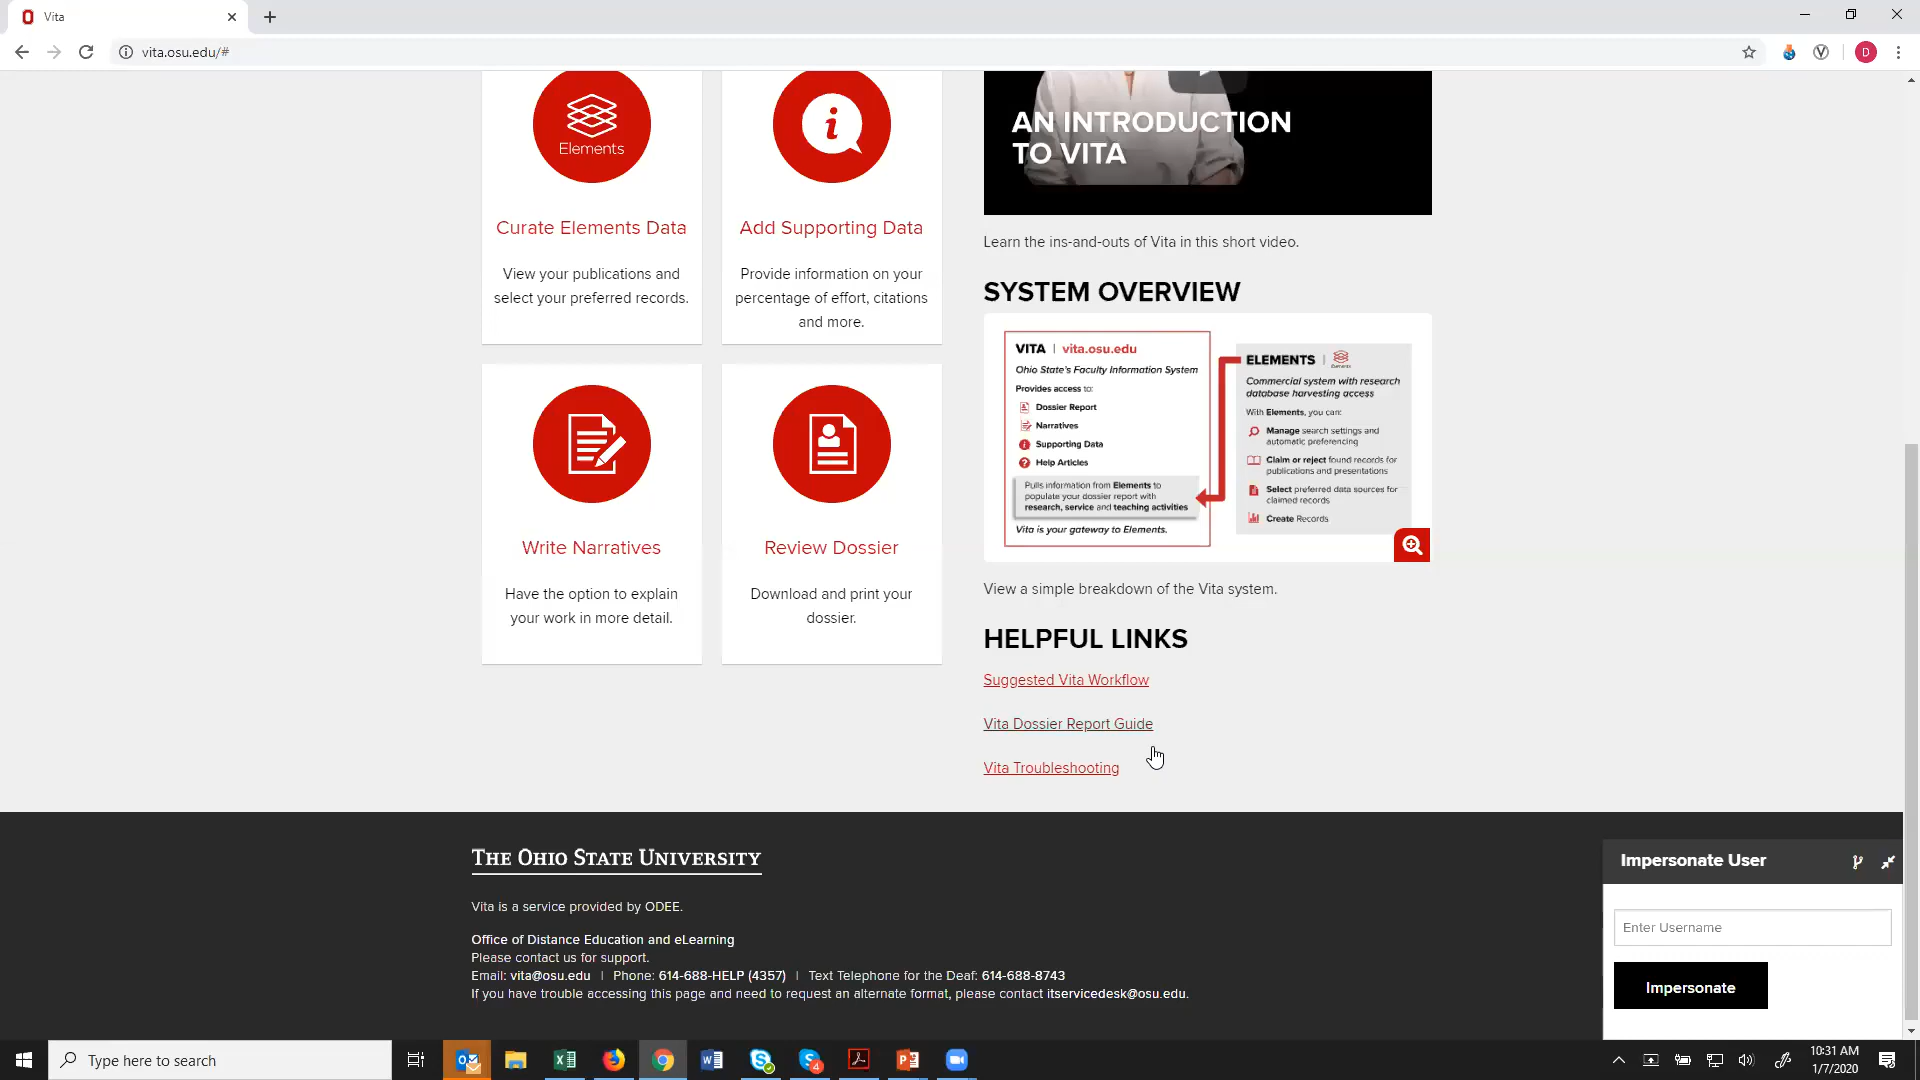 Vita
vita.osu.edu/#
D
Elements
Curate Elements Data
View your publications and
select your preferred records.
i
Add Supporting Data
Provide information on your
percentage of effort, citations
and more.
Write Narratives
Have the option to explain
your work in more detail.
Review Dossier
Download and print your
dossier.
AN INTRODUCTION
TO VITA
Learn the ins-and-outs of Vita in this short video.
SYSTEM OVERVIEW
VITA | vita.osu.edu
Ohio State's Faculty Information System
Provides access to:
Dossier Report
Narratives
Supporting Data
Help Articles
Pulls information from Elements to
populate your dossier report with
research, service and teaching activities
Vita is your gateway to Elements.
ELEMENTS |
Elements
Commercial system with research
database harvesting access
With Elements, you can:
Manage search settings and
automatic preferencing
Claim or reject found records for
publications and presentations
Select preferred data sources for
claimed records
Create Records
View a simple breakdown of the Vita system.
HELPFUL LINKS
Suggested Vita Workflow
Vita Dossier Report Guide
Vita Troubleshooting
THE OHIO STATE UNIVERSITY
Vita is a service provided by ODEE.
Office of Distance Education and eLearning
Please contact us for support.
Email: vita@osu.edu | Phone: 614-688-HELP (4357) | Text Telephone for the Deaf: 614-688-8743
If you have trouble accessing this page and need to request an alternate format, please contact itservicedesk@osu.edu.
Impersonate User
Enter Username
Impersonate
Type here to search
4
10:31 AM
1/7/2020